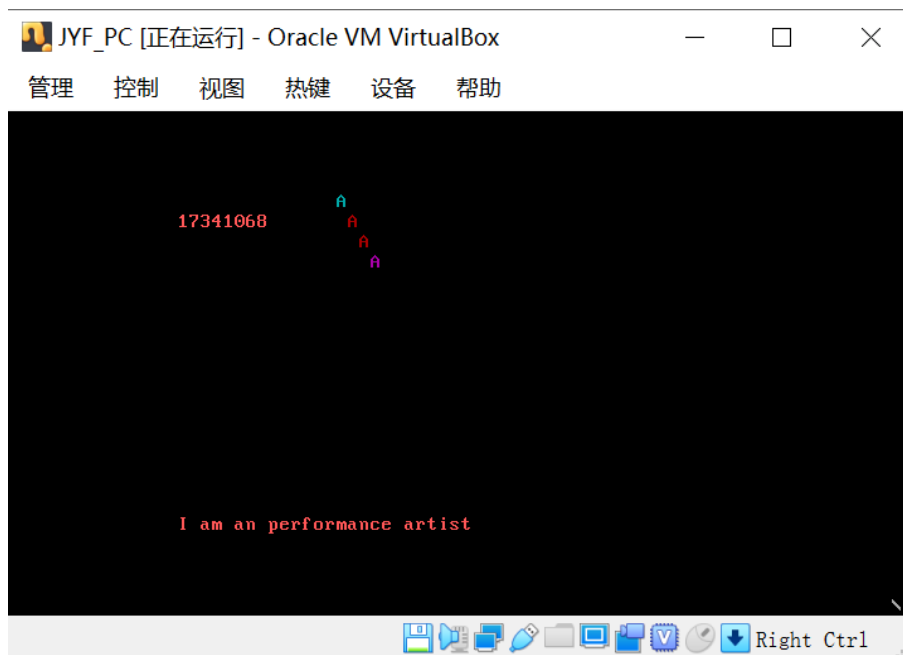 JYF_PC [正在运行] - Oracle VM VirtualBox
管理 控制 视图 热键 设备 帮助
A
17341068 A
A
A
I am an performance artist
Right Ctrl